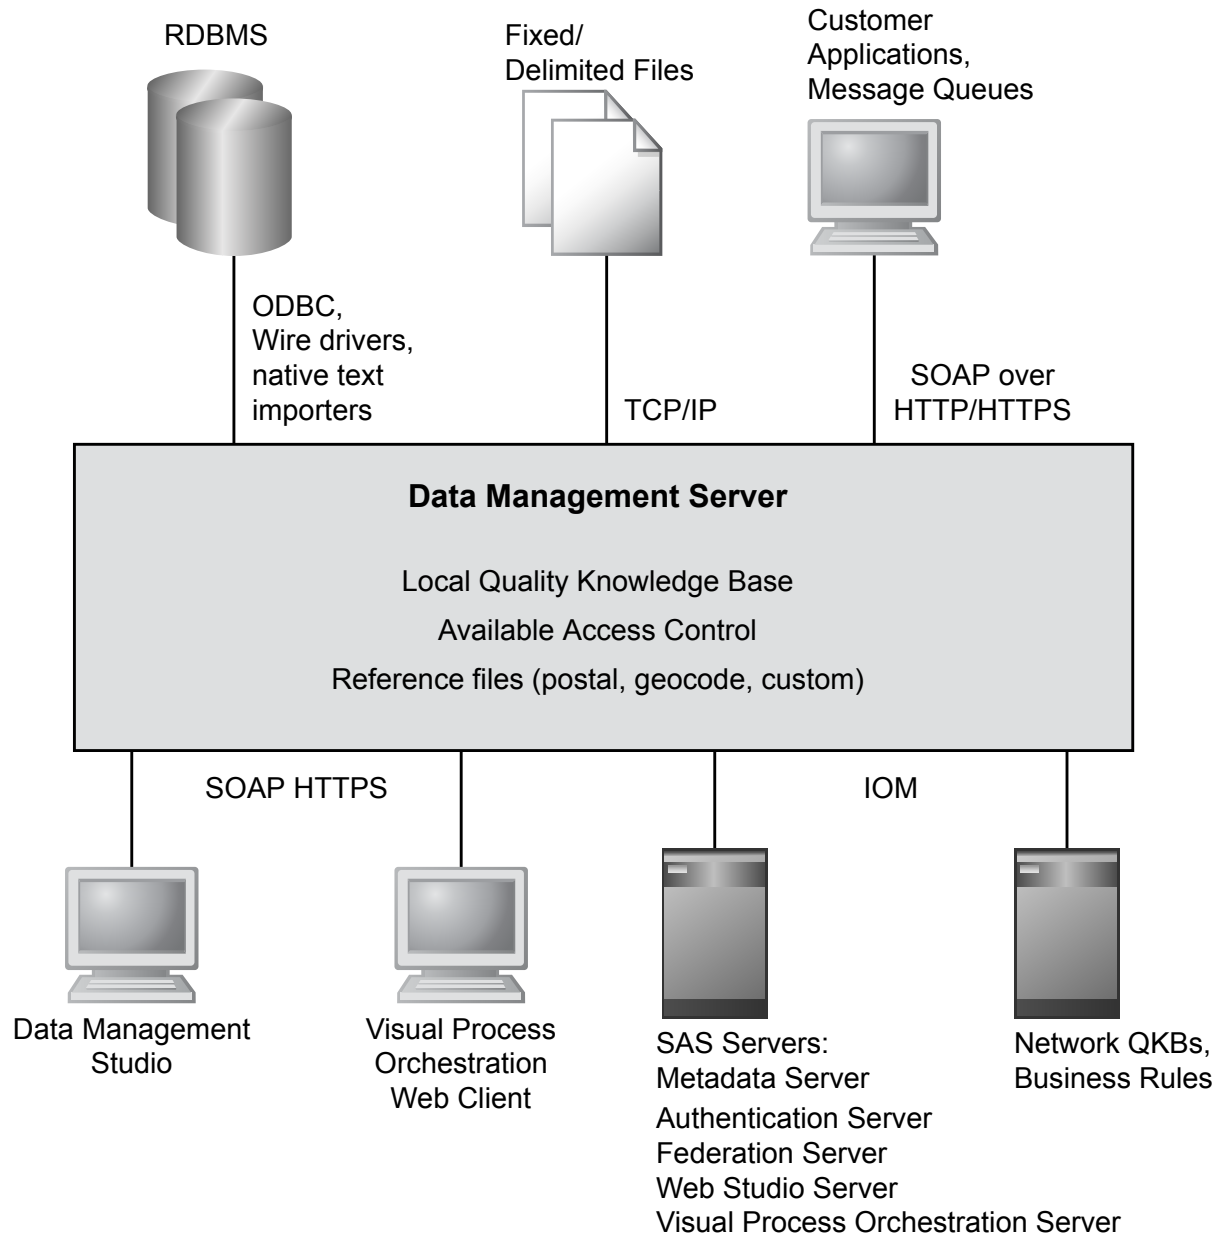 RDBMS
Fixed/
Delimited Files
Customer
Applications,
Message Queues
ODBC,
Wire drivers,
native text
importers
TCP/IP
SOAP over
HTTP/HTTPS
Data Management Server
Local Quality Knowledge Base
Available Access Control
Reference files (postal, geocode, custom)
SOAP HTTPS
IOM
Data Management
Studio
Visual Process
Orchestration
Web Client
SAS Servers:
Metadata Server
Authentication Server
Federation Server
Web Studio Server
Visual Process Orchestration Server
Network QKBs,
Business Rules